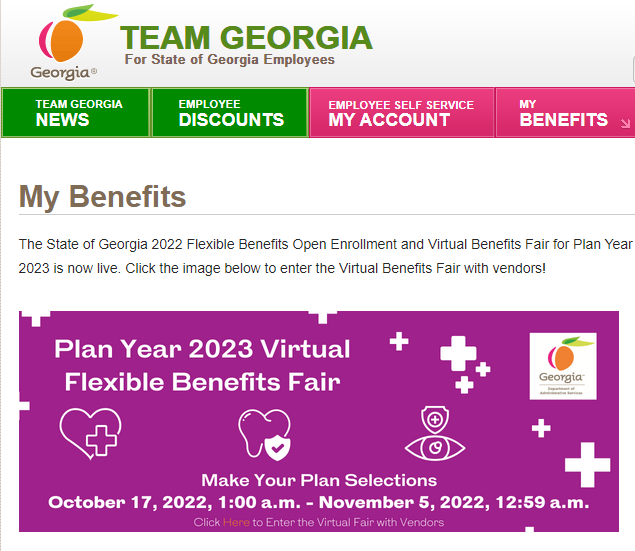 Georgia®
TEAM GEORGIA
For State of Georgia Employees
TEAM GEORGIA
NEWS
EMPLOYEE
DISCOUNTS
EMPLOYEE SELF SERVICE
MY ACCOUNT
MY
BENEFITS
My Benefits
The State of Georgia 2022 Flexible Benefits Open Enrollment and Virtual Benefits Fair for Plan Year
2023 is now live. Click the image below to enter the Virtual Benefits Fair with vendors!
Plan Year 2023 Virtual
Flexible Benefits Fair
Georgia
Department of
Administrative Services
Make Your Plan Selections
October 17, 2022, 1:00 a.m. - November 5, 2022, 12:59 a.m.
Click Here to Enter the Virtual Fair with Vendors